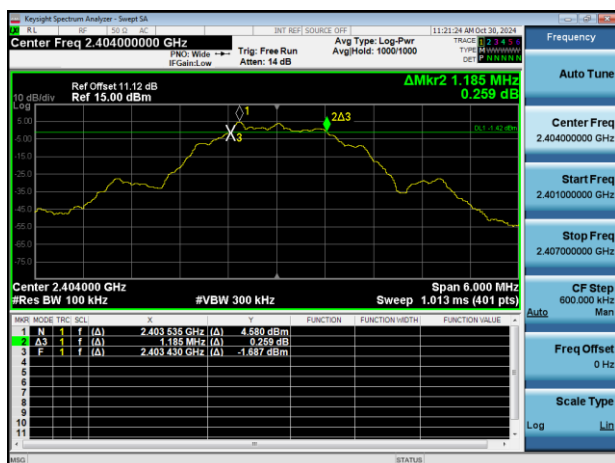 Keysight Spectrum Analyzer - Swept SA
RL RF 50 Ω AC INT REF SOURCE OFF 11:21:24 AM Oct 30, 2024
Center Freq 2.404000000 GHz
PNO: Wide
IFGain:Low
Trig: Free Run
Atten: 14 dB
Avg Type: Log-Pwr
Avg|Hold: 1000/1000
TRACE 1 2 3 4 5 6
TYPE M W W W W W
DET P N N N N N
Frequency
Auto Tune
Center Freq
2.404000000 GHz
Start Freq
2.401000000 GHz
Stop Freq
2.407000000 GHz
CF Step
600.000 kHz
Auto Man
Freq Offset
0 Hz
Scale Type
Log Lin
ΔMkr2 1.185 MHz
0.259 dB
Ref Offset 11.12 dB
10 dB/div Ref 15.00 dBm
Log
1
5.00
2Δ3
DL1 -1.42 dBm
-5.00
3
-15.0
-25.0
-35.0
-45.0
-55.0
-65.0
-75.0
Center 2.404000 GHz
Span 6.000 MHz
#Res BW 100 kHz
#VBW 300 kHz
Sweep 1.013 ms (401 pts)
MKR MODE TRC SCL X Y FUNCTION FUNCTION WIDTH FUNCTION VALUE
1 N 1 f (Δ) 2.403 535 GHz (Δ) 4.580 dBm
2 Δ3 1 f (Δ) 1.185 MHz (Δ) 0.259 dB
3 F 1 f (Δ) 2.403 430 GHz (Δ) -1.687 dBm
4
5
6
7
8
9
10
11
MSG STATUS